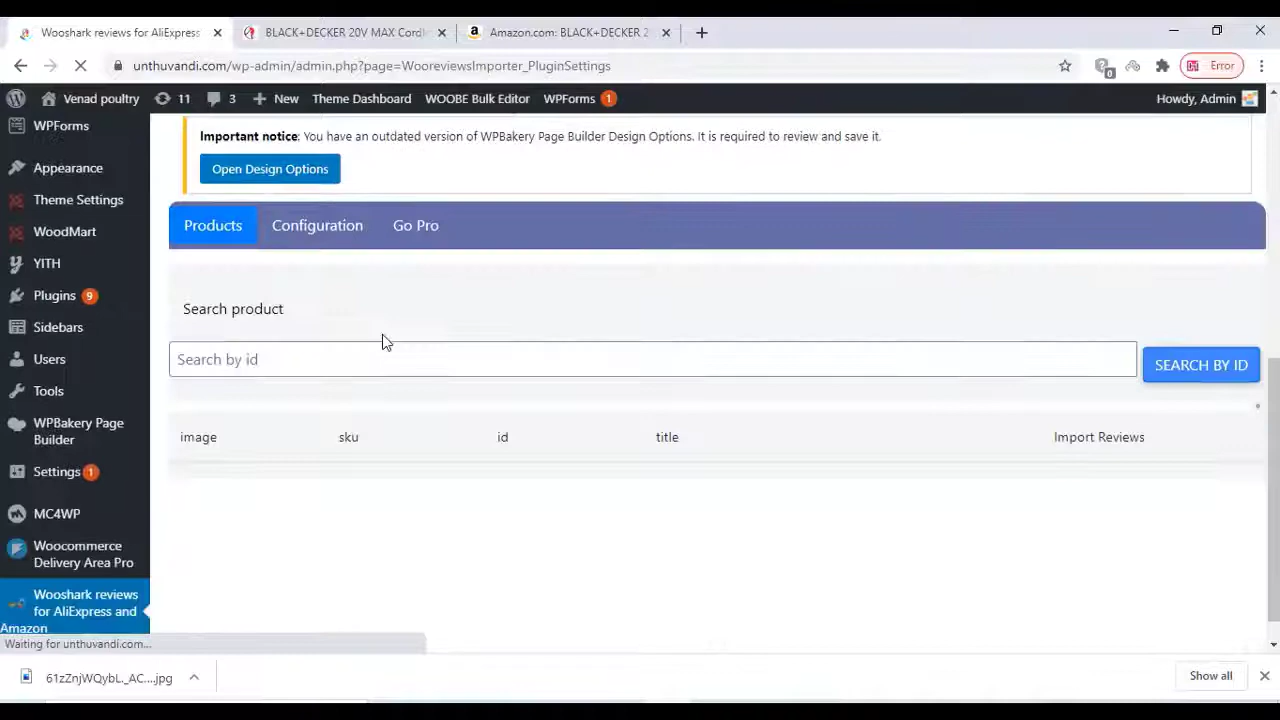 Wooshark reviews for AliExpress
BLACK+DECKER 20V MAX Cordl
Amazon.com: BLACK+DECKER 2
unthuvandi.com/wp-admin/admin.php?page=WooreviewsImporter_PluginSettings
0
Error
Venad poultry
11
3
New
Theme Dashboard
WOOBE Bulk Editor
WPForms 1
Howdy, Admin
WPForms
Appearance
Theme Settings
WoodMart
YITH
Plugins 9
Sidebars
Users
Tools
WPBakery Page
Builder
Settings 1
MC4WP
Woocommerce
Delivery Area Pro
Wooshark reviews
for AliExpress and
Amazon
Important notice: You have an outdated version of WPBakery Page Builder Design Options. It is required to review and save it.
Open Design Options
Products
Configuration
Go Pro
Search product
Search by id
SEARCH BY ID
image
sku
id
title
Import Reviews
Waiting for unthuvandi.com...
61zZnjWQybL._AC....jpg
Show all